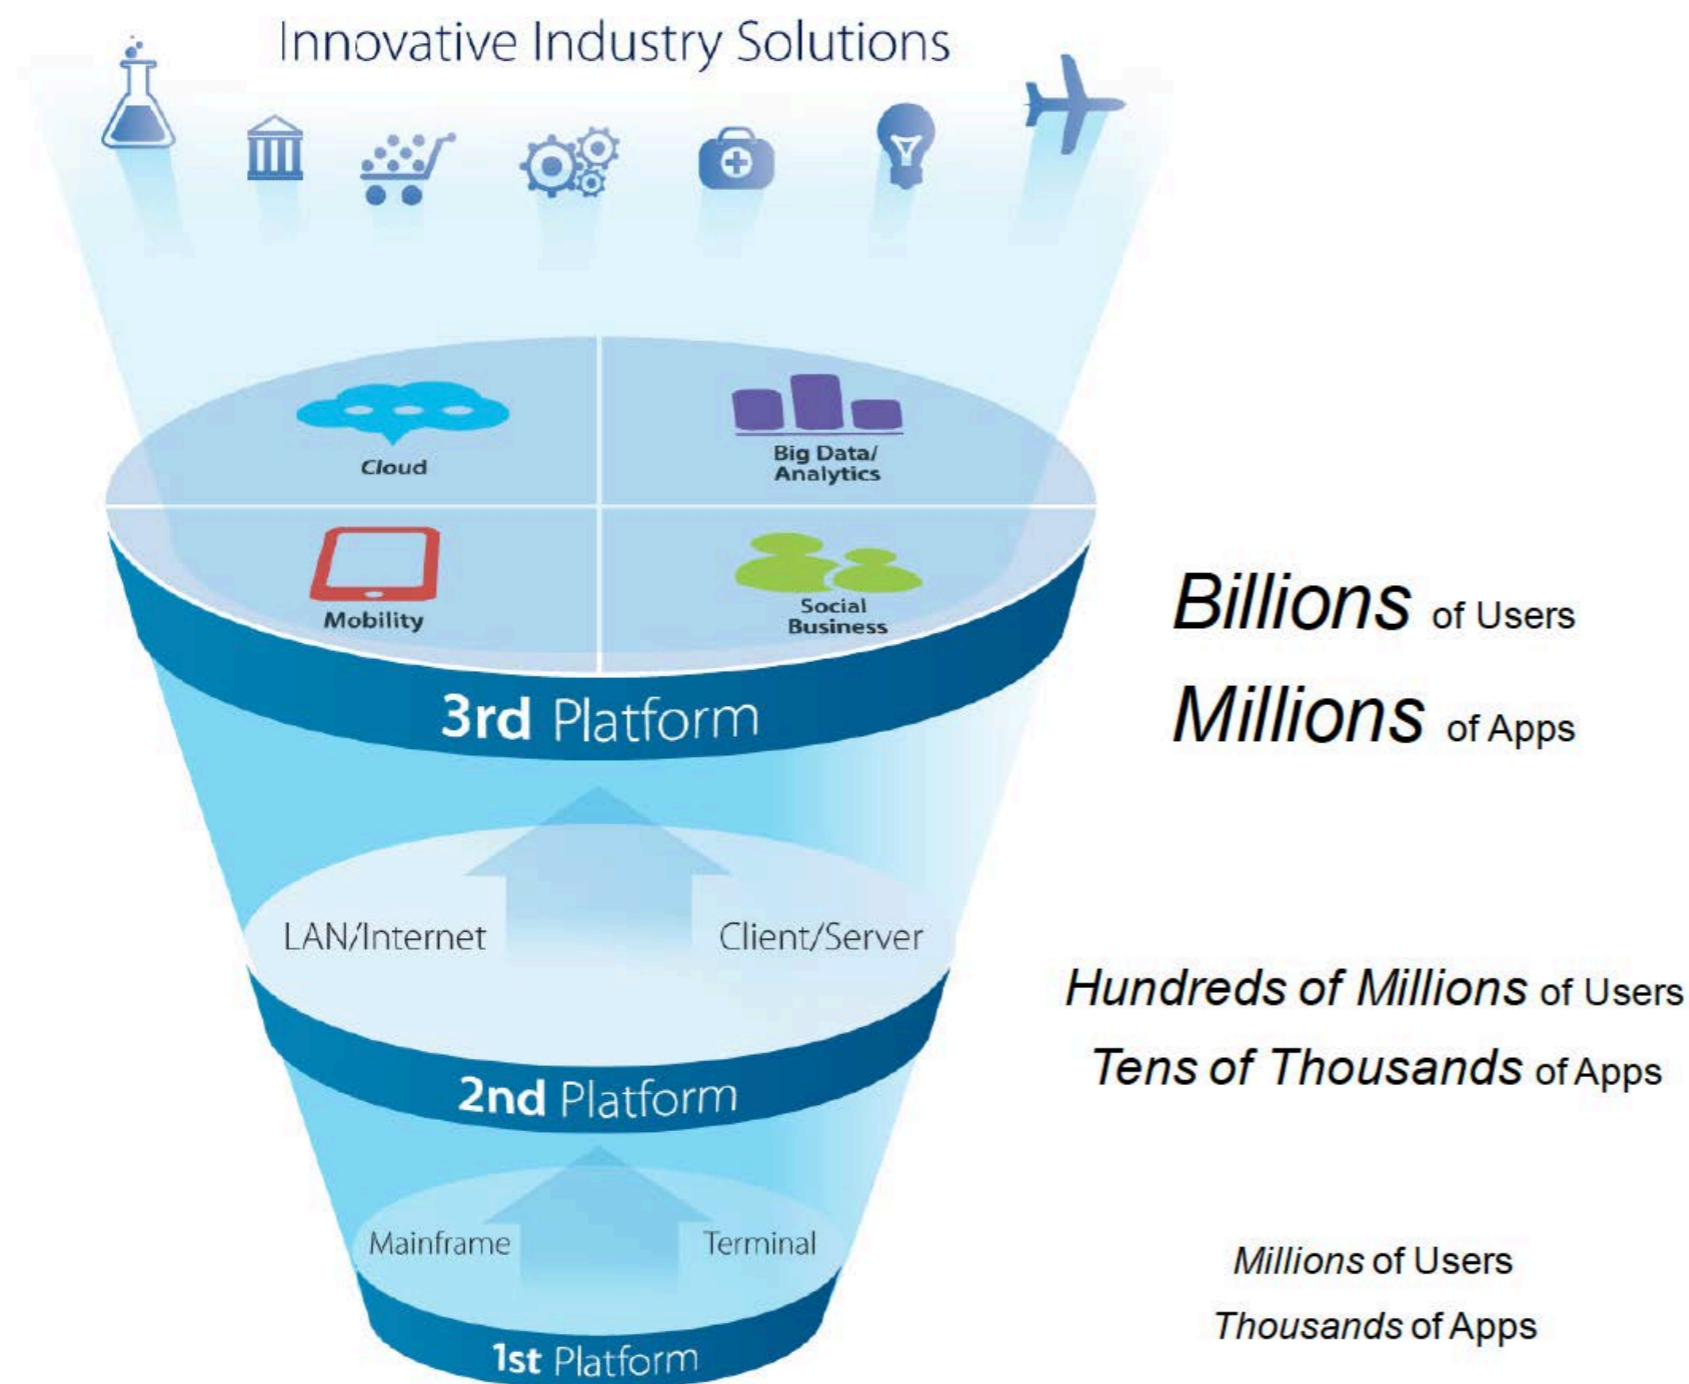 Innovative Industry Solutions
Cloud
Big Data/
Analytics
Mobility
Social
Business
3rd Platform
Billions of Users
Millions of Apps
LAN/Internet
Client/Server
2nd Platform
Hundreds of Millions of Users
Tens of Thousands of Apps
Mainframe
Terminal
1st Platform
Millions of Users
Thousands of Apps